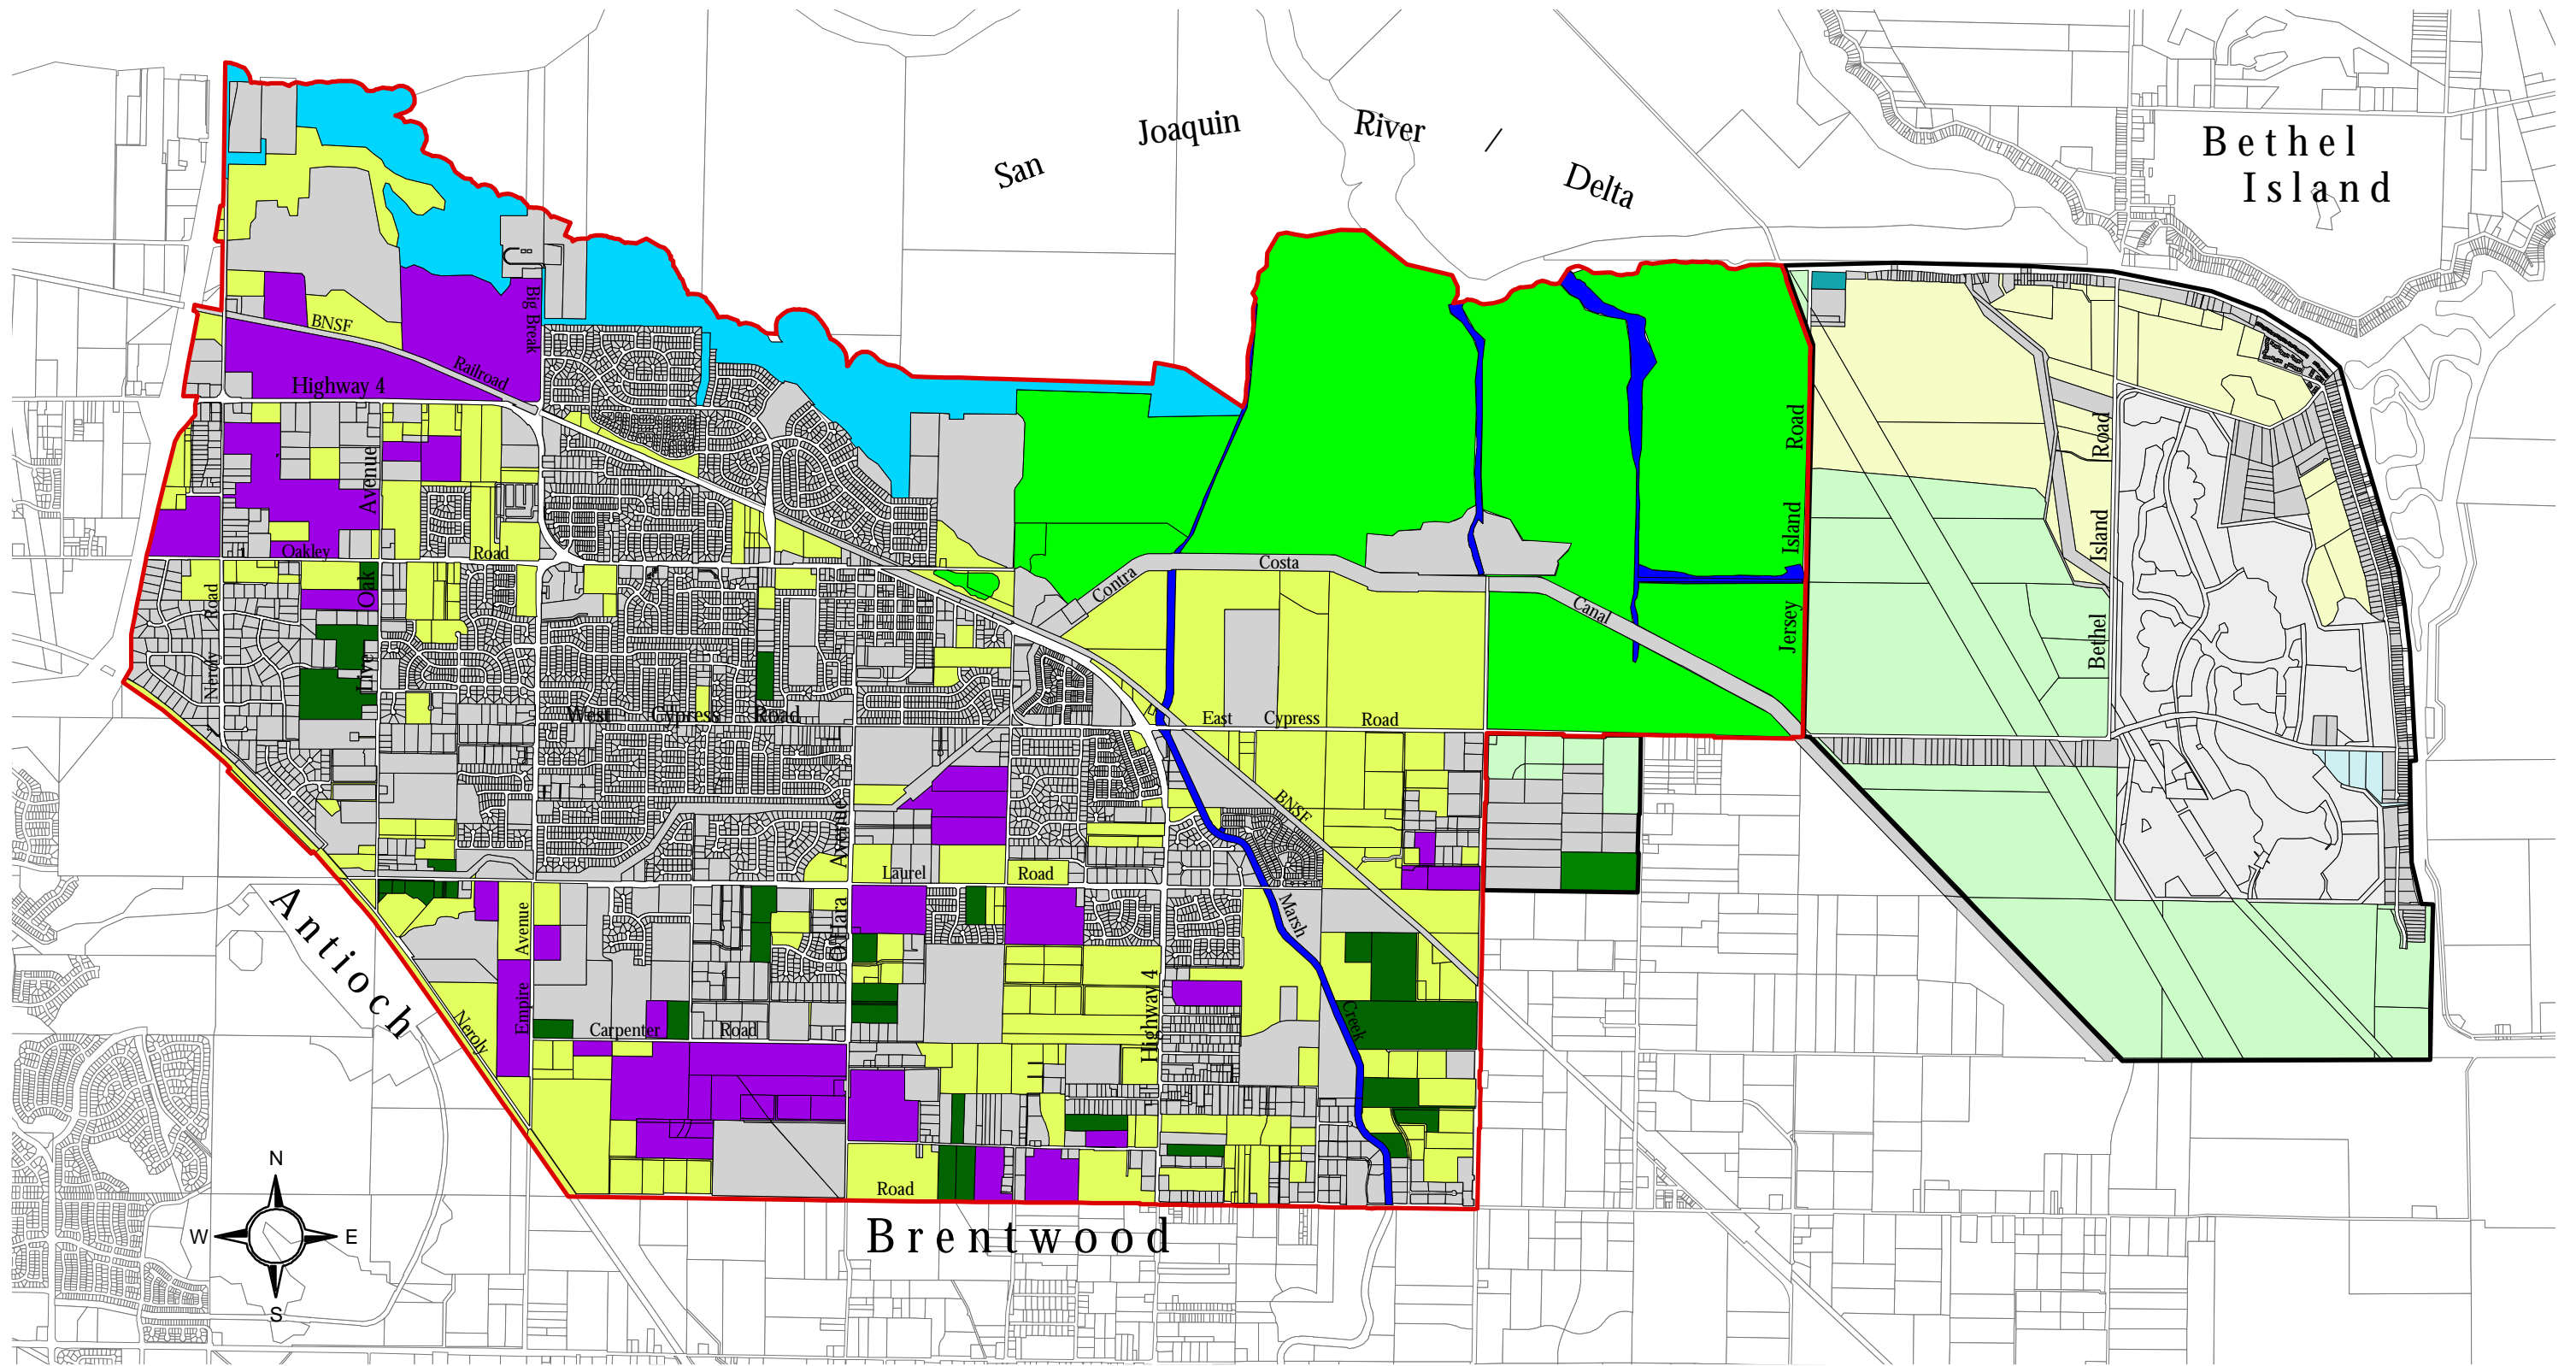 San Joaquin River / Delta
Bethel
Island
Big Break
BNSF
Railroad
Highway 4
Jersey Island Road
Bethel Island Road
Live Oak Avenue
Oakley Road
Neroly Road
Contra Costa Canal
West Cypress Road
East Cypress Road
BNSF
O'Hara Avenue
Laurel Road
Marsh Creek
Antioch
Empire Avenue
Neroly
Carpenter Road
Highway 4
Road
Brentwood
N
W
E
S